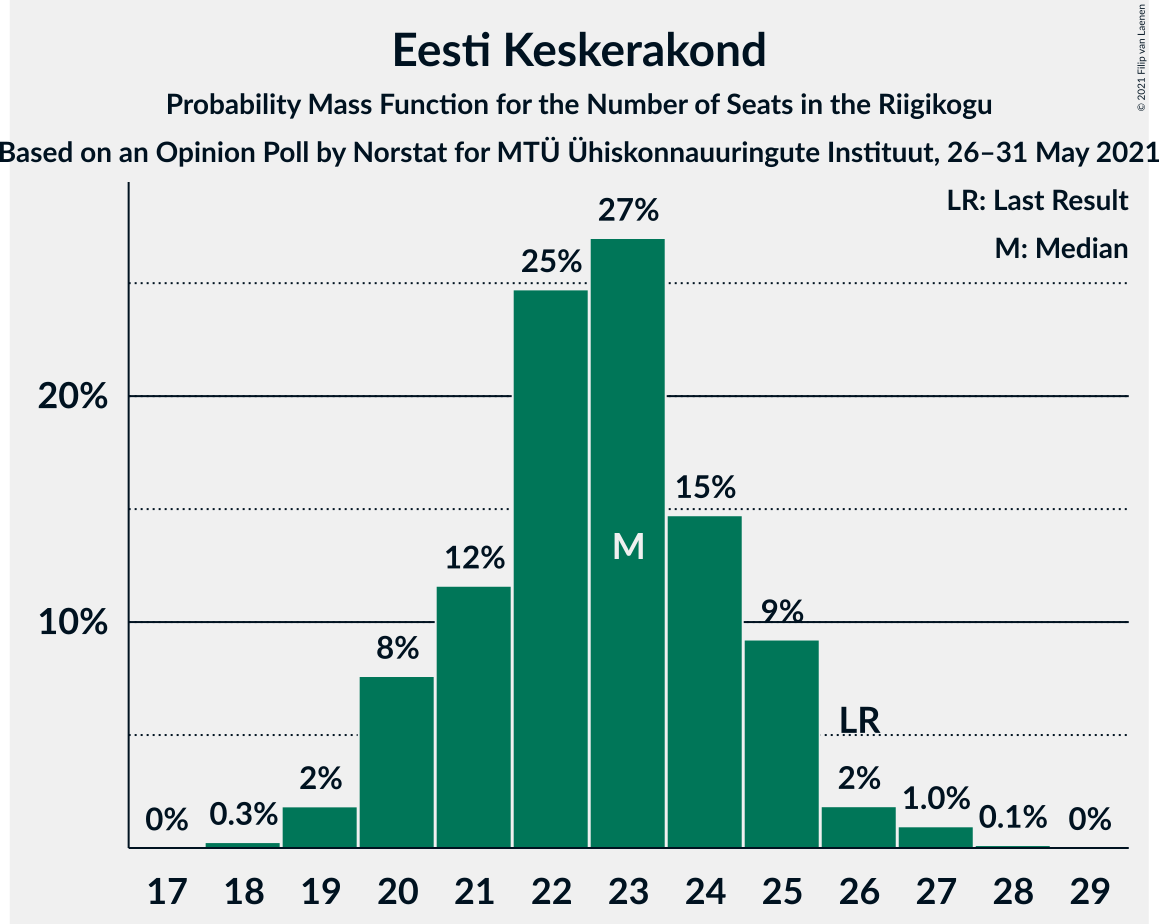 Eesti Keskerakond
Probability Mass Function for the Number of Seats in the Riigikogu
Based on an Opinion Poll by Norstat for MTÜ Ühiskonnauuringute Instituut, 26–31 May 2021
© 2021 Filip van Laenen
LR: Last Result
M: Median
27%
25%
20%
15%
M
12%
10%
9%
8%
LR
2%
2%
1.0%
0% 0.3% 0.1% 0%
17 18 19 20 21 22 23 24 25 26 27 28 29